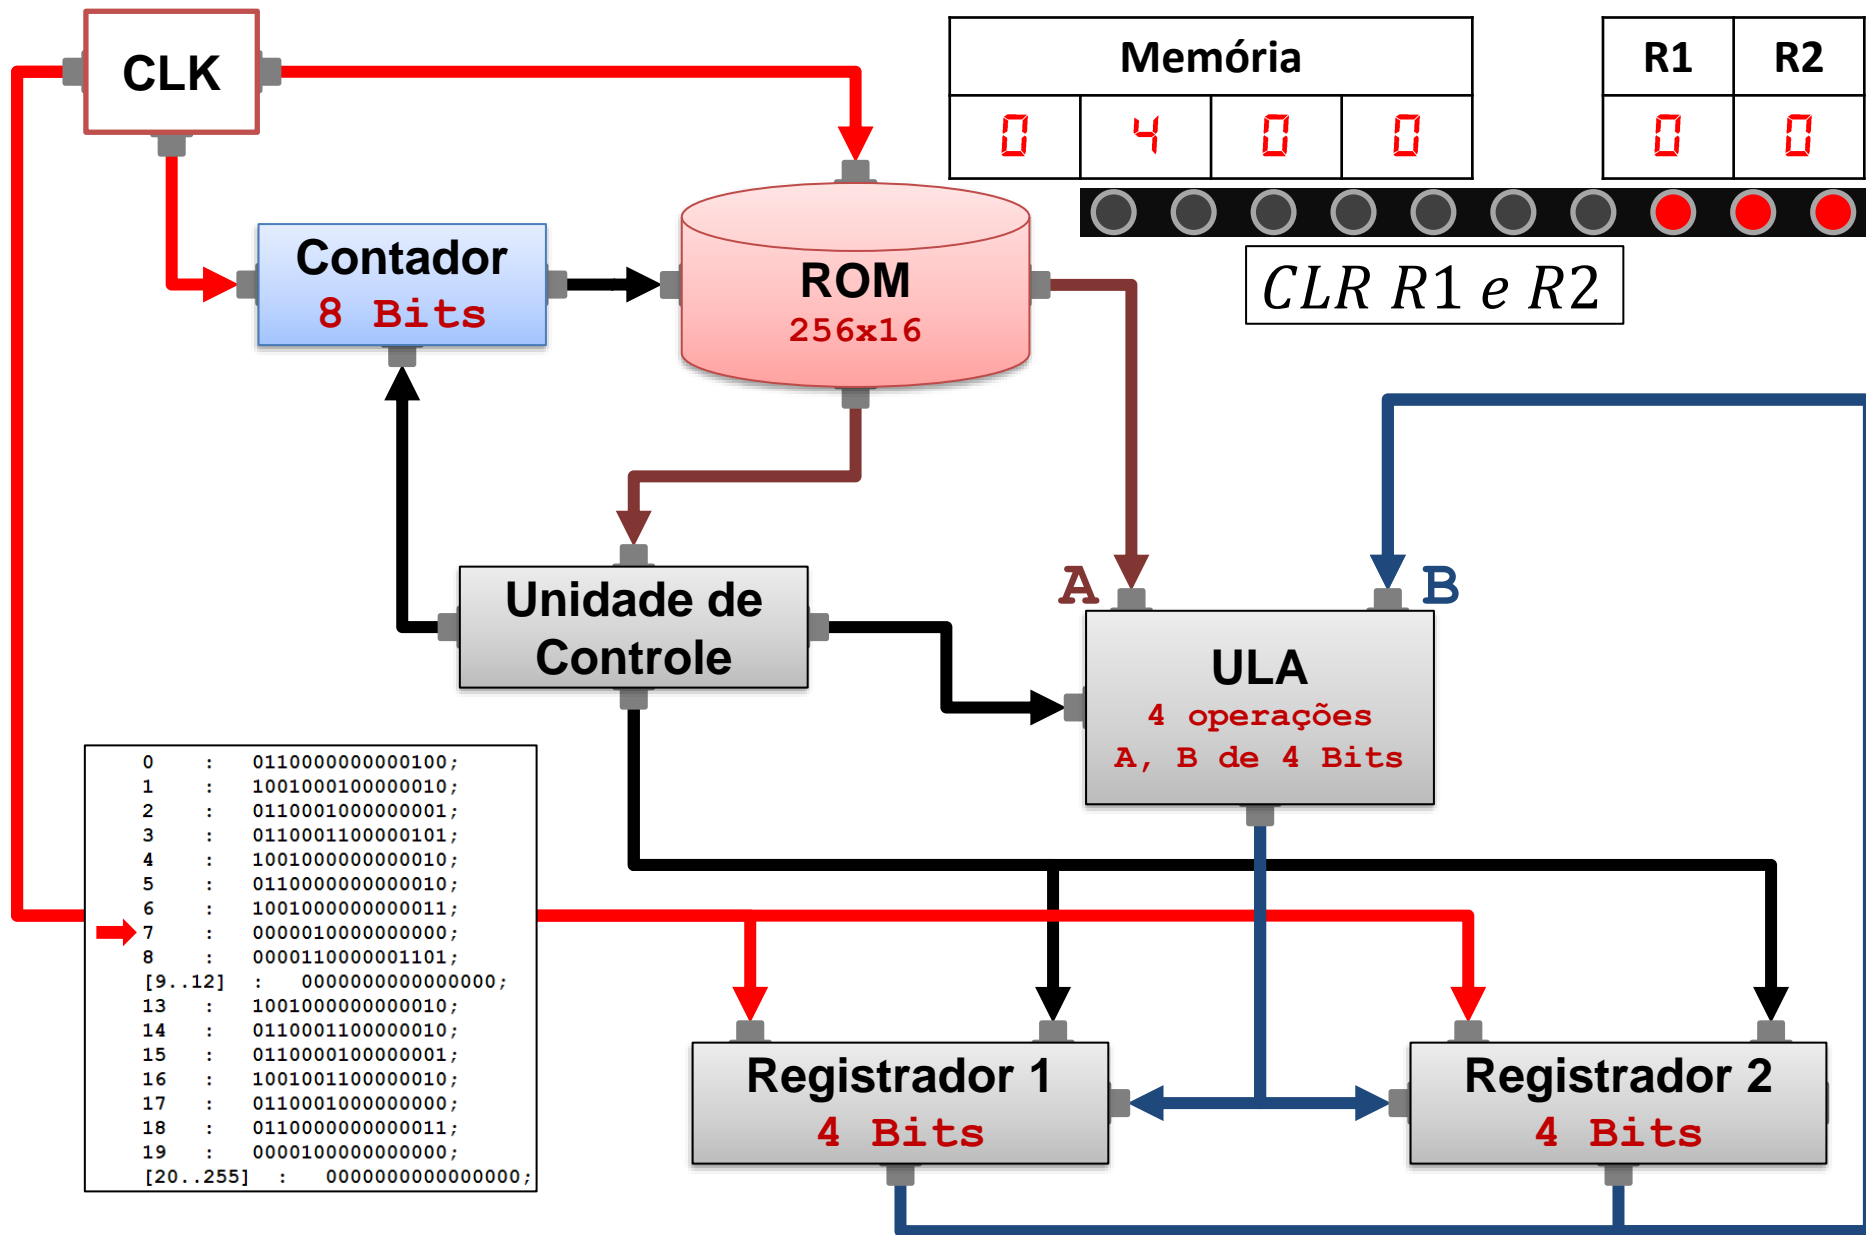 CLK
Memória
R1 R2
0 4 0 0
0 0
CLR R1 e R2
Contador
8 Bits
ROM
256x16
Unidade de
Controle
A
B
ULA
4 operações
A, B de 4 Bits
0 : 0110000000000100;
1 : 1001000100000010;
2 : 0110001000000001;
3 : 0110001100000101;
4 : 1001000000000010;
5 : 0110000000000010;
6 : 1001000000000011;
7 : 0000010000000000;
8 : 0000110000001101;
[9..12] : 0000000000000000;
13 : 1001000000000010;
14 : 0110001100000010;
15 : 0110000100000001;
16 : 1001001100000010;
17 : 0110001000000000;
18 : 0110000000000011;
19 : 0000100000000000;
[20..255] : 0000000000000000;
Registrador 1
4 Bits
Registrador 2
4 Bits